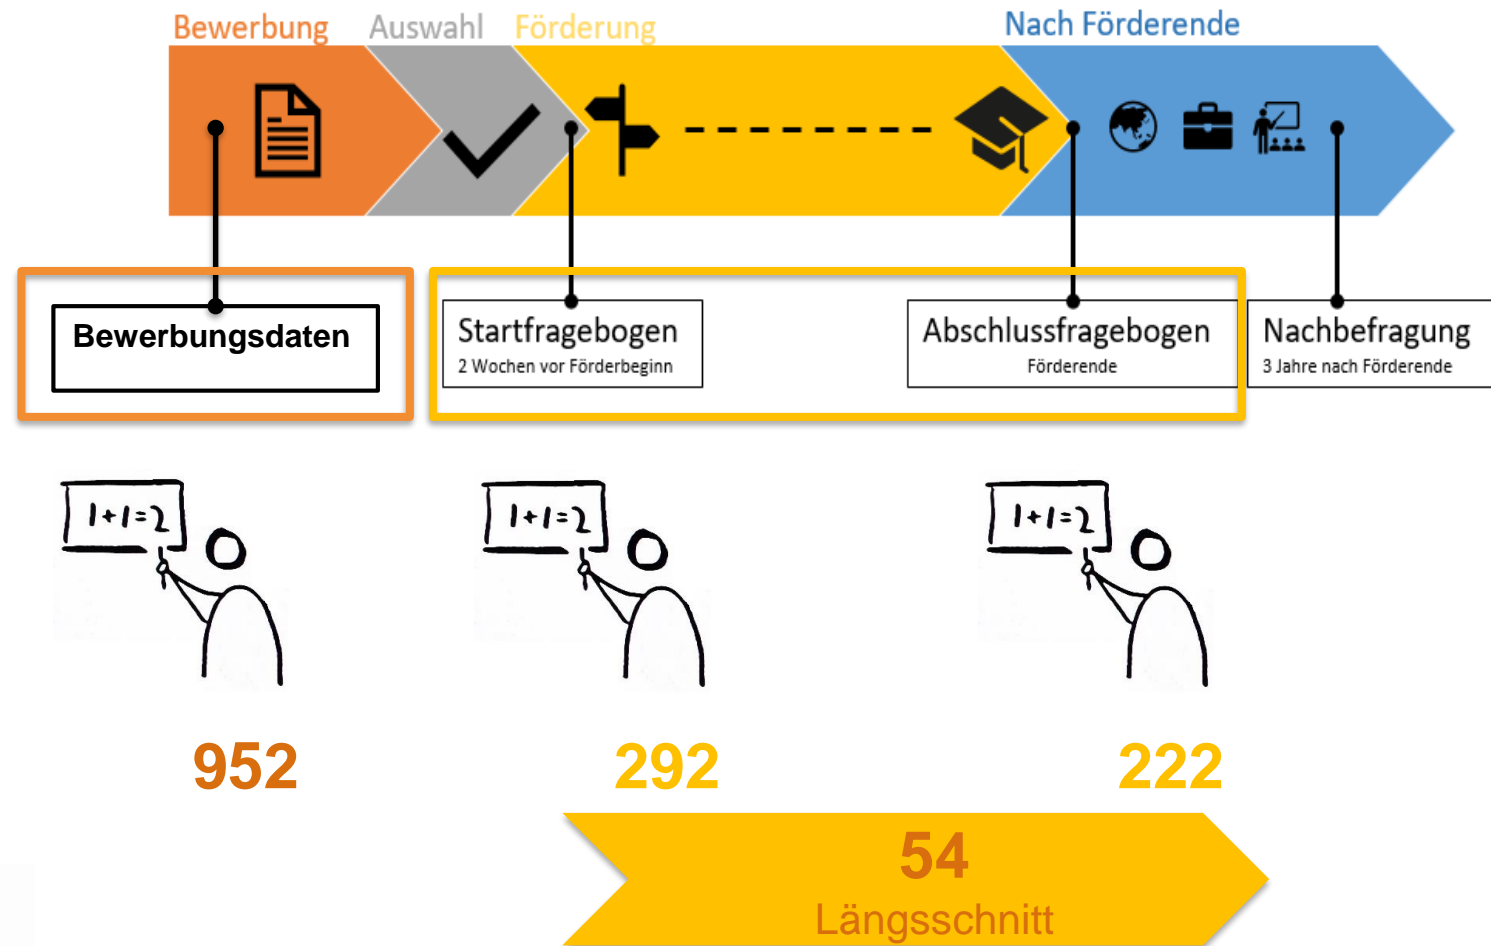 Bewerbung
Auswahl
Förderung
Nach Förderende
Bewerbungsdaten
Startfragebogen
2 Wochen vor Förderbeginn
Abschlussfragebogen
Förderende
Nachbefragung
3 Jahre nach Förderende
1+1=2
1+1=2
1+1=2
952
292
222
54
Längsschnitt